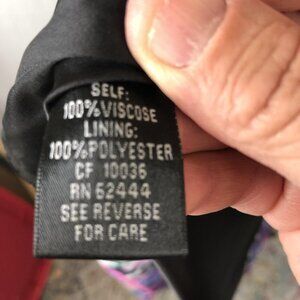 SELF:
100%VISCOSE
LINING:
100%POLYESTER
CF 10036
RN 62444
SEE REVERSE
FOR CARE